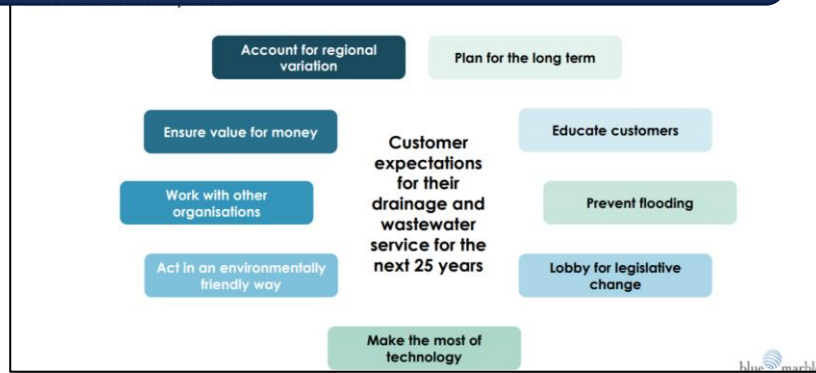 Account for regional
variation
Plan for the long term
Ensure value for money
Educate customers
Customer
expectations
for their
drainage and
wastewater
service for the
next 25 years
Work with other
organisations
Prevent flooding
Act in an environmentally
friendly way
Lobby for legislative
change
Make the most of
technology
blue marble